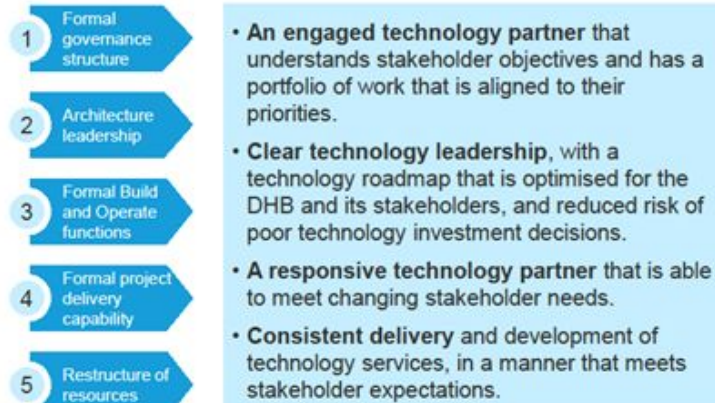 1
Formal
governance
structure
2
Architecture
leadership
3
Formal Build
and Operate
functions
4
Formal project
delivery
capability
5
Restructure of
resources
• An engaged technology partner that
understands stakeholder objectives and has a
portfolio of work that is aligned to their
priorities.
• Clear technology leadership, with a
technology roadmap that is optimised for the
DHB and its stakeholders, and reduced risk of
poor technology investment decisions.
• A responsive technology partner that is able
to meet changing stakeholder needs.
• Consistent delivery and development of
technology services, in a manner that meets
stakeholder expectations.